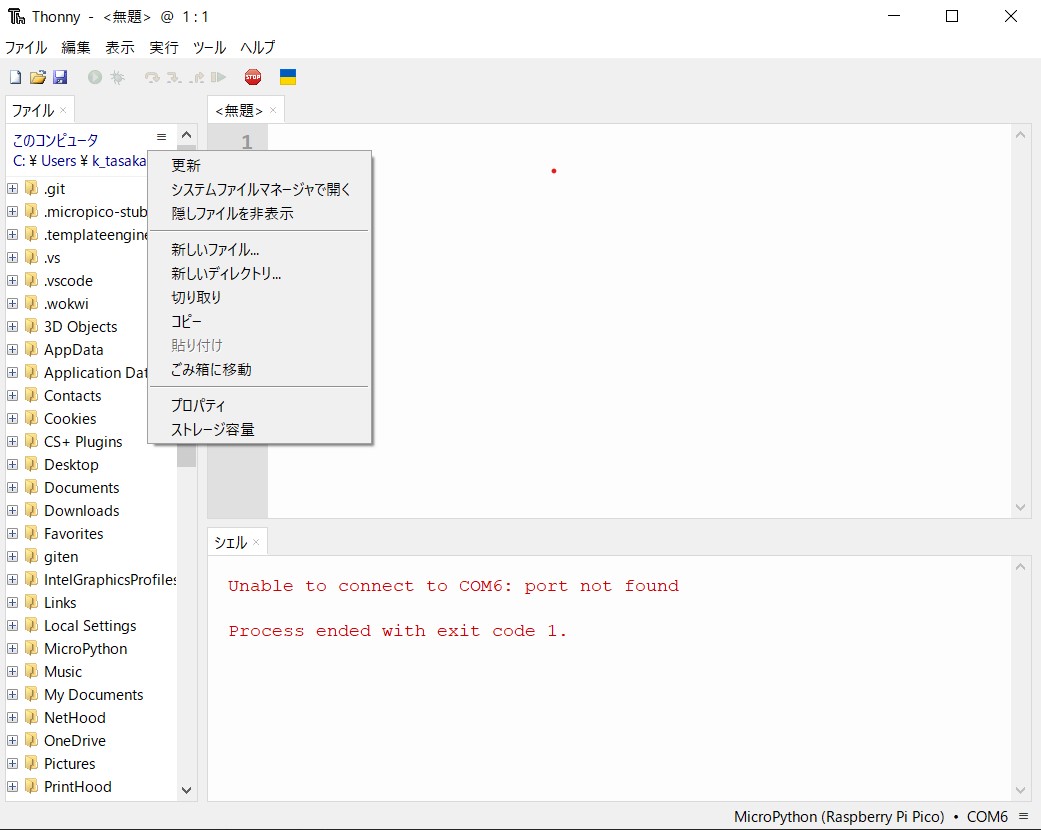 Thonny - <無題> @ 1 : 1
ファイル 編集 表示 実行 ツール ヘルプ
STOP
ファイル ×
このコンピュータ
C: ¥ Users ¥ k_tasaka
.git
.micropico-stub
.templateengine
.vs
.vscode
.wokwi
3D Objects
AppData
Application Dat
Contacts
Cookies
CS+ Plugins
Desktop
Documents
Downloads
Favorites
giten
IntelGraphicsProfiles
Links
Local Settings
MicroPython
Music
My Documents
NetHood
OneDrive
Pictures
PrintHood
更新
システムファイルマネージャで開く
隠しファイルを非表示
新しいファイル...
新しいディレクトリ...
切り取り
コピー
貼り付け
ごみ箱に移動
プロパティ
ストレージ容量
<無題> ×
1
シェル ×
Unable to connect to COM6: port not found
Process ended with exit code 1.
MicroPython (Raspberry Pi Pico) • COM6 ≡